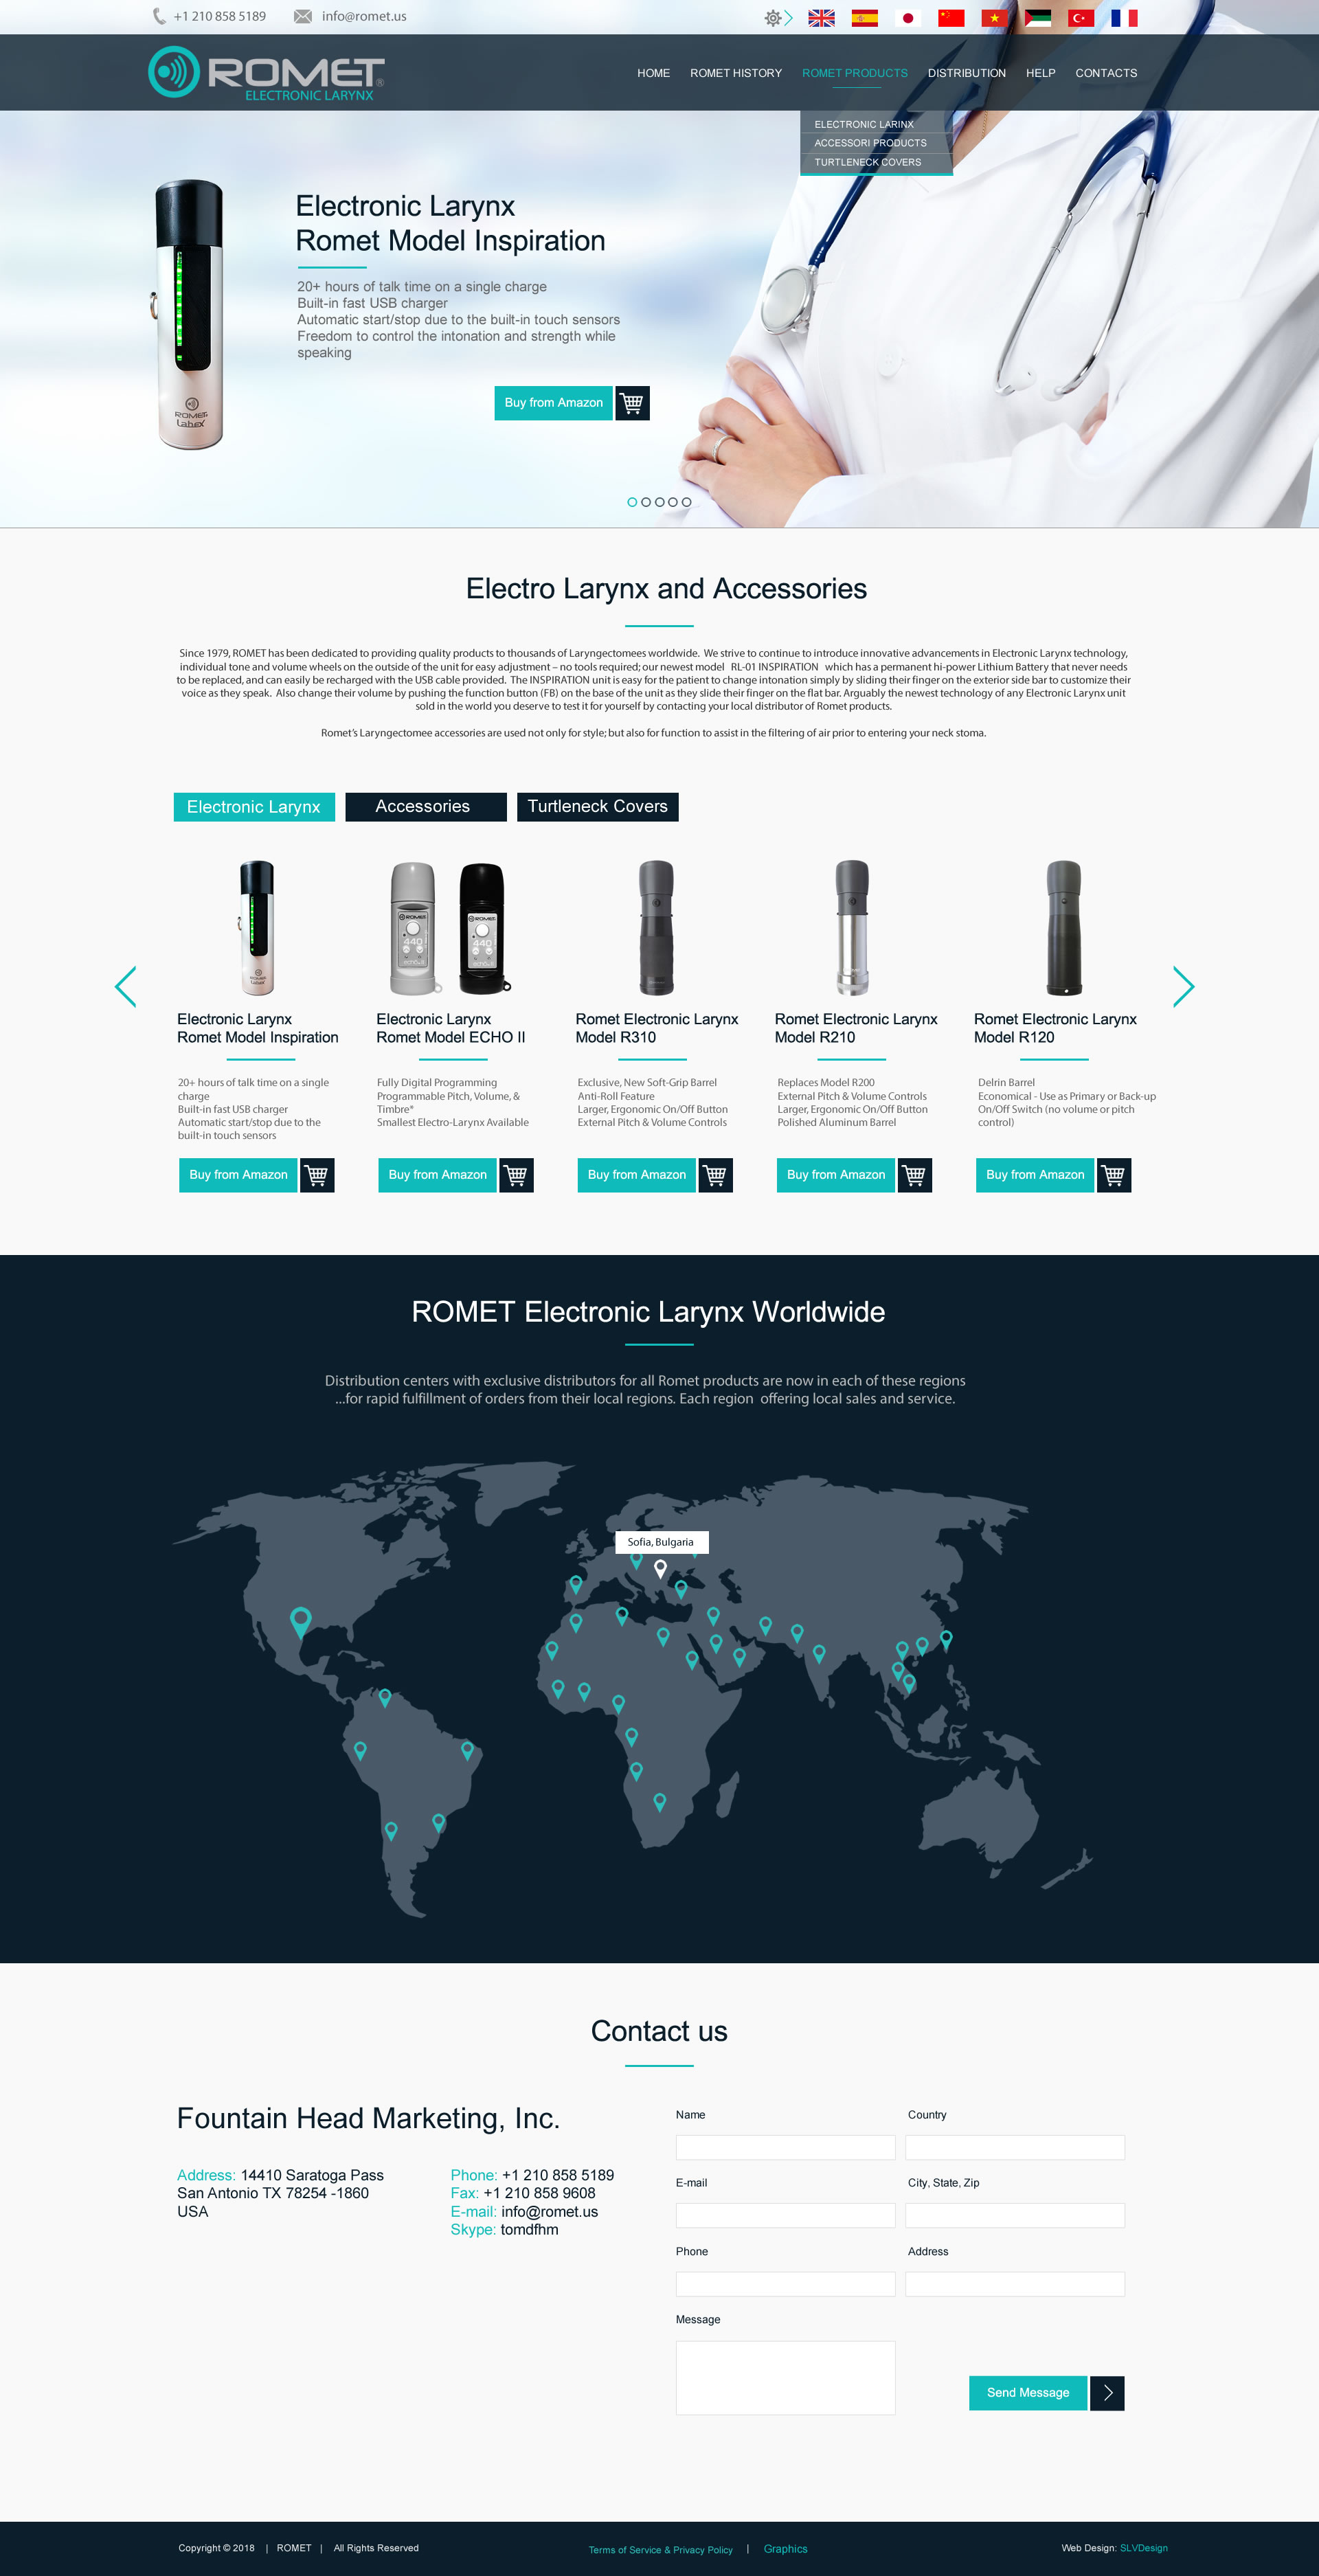 +1 210 858 5189
info@romet.us
ROMET®
ELECTRONIC LARYNX
HOME
ROMET HISTORY
ROMET PRODUCTS
DISTRIBUTION
HELP
CONTACTS
ELECTRONIC LARINX
ACCESSORI PRODUCTS
TURTLENECK COVERS
Electronic Larynx
Romet Model Inspiration
20+ hours of talk time on a single charge
Built-in fast USB charger
Automatic start/stop due to the built-in touch sensors
Freedom to control the intonation and strength while
speaking
ROMET
Labex
Buy from Amazon
Electro Larynx and Accessories
Since 1979, ROMET has been dedicated to providing quality products to thousands of Laryngectomees worldwide.  We strive to continue to introduce innovative advancements in Electronic Larynx technology,
individual tone and volume wheels on the outside of the unit for easy adjustment – no tools required; our newest model  RL-01 INSPIRATION  which has a permanent hi-power Lithium Battery that never needs
to be replaced, and can easily be recharged with the USB cable provided.  The INSPIRATION unit is easy for the patient to change intonation simply by sliding their finger on the exterior side bar to customize their
voice as they speak.  Also change their volume by pushing the function button (FB) on the base of the unit as they slide their finger on the flat bar. Arguably the newest technology of any Electronic Larynx unit
sold in the world you deserve to test it for yourself by contacting your local distributor of Romet products.
Romet's Laryngectomee accessories are used not only for style; but also for function to assist in the filtering of air prior to entering your neck stoma.
Electronic Larynx
Accessories
Turtleneck Covers
ROMET
440
ROMET
440
Electronic Larynx
Romet Model Inspiration
20+ hours of talk time on a single
charge
Built-in fast USB charger
Automatic start/stop due to the
built-in touch sensors
Buy from Amazon
Electronic Larynx
Romet Model ECHO II
Fully Digital Programming
Programmable Pitch, Volume, &
Timbre*
Smallest Electro-Larynx Available
Buy from Amazon
Romet Electronic Larynx
Model R310
Exclusive, New Soft-Grip Barrel
Anti-Roll Feature
Larger, Ergonomic On/Off Button
External Pitch & Volume Controls
Buy from Amazon
Romet Electronic Larynx
Model R210
Replaces Model R200
External Pitch & Volume Controls
Larger, Ergonomic On/Off Button
Polished Aluminum Barrel
Buy from Amazon
Romet Electronic Larynx
Model R120
Delrin Barrel
Economical - Use as Primary or Back-up
On/Off Switch (no volume or pitch
control)
Buy from Amazon
ROMET Electronic Larynx Worldwide
Distribution centers with exclusive distributors for all Romet products are now in each of these regions
...for rapid fulfillment of orders from their local regions. Each region  offering local sales and service.
Sofia, Bulgaria
Contact us
Fountain Head Marketing, Inc.
Address: 14410 Saratoga Pass
San Antonio TX 78254 -1860
USA
Phone: +1 210 858 5189
Fax: +1 210 858 9608
E-mail: info@romet.us
Skype: tomdfhm
Name
Country
E-mail
City, State, Zip
Phone
Address
Message
Send Message
Copyright © 2018 | ROMET | All Rights Reserved
Terms of Service & Privacy Policy | Graphics
Web Design: SLVDesign